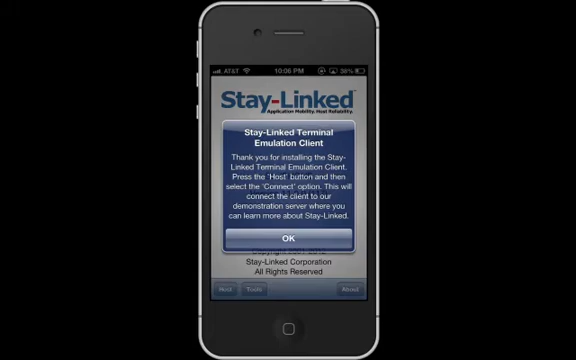 AT&T 10:06 PM 38%
Stay-Linked
Application Mobility. Host Reliability.
Stay-Linked Terminal
Emulation Client
Thank you for installing the Stay-
Linked Terminal Emulation Client.
Press the 'Host' button and then
select the 'Connect' option. This will
connect the client to our
demonstration server where you
can learn more about Stay-Linked.
OK
Stay-Linked Corporation
All Rights Reserved
Host Tools About